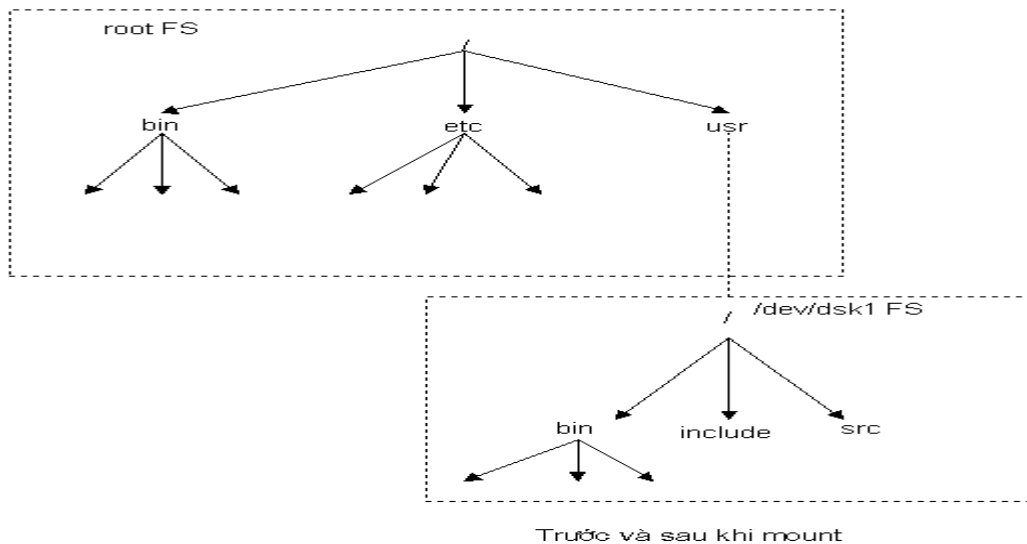 root FS
/
bin
etc
usr
/
/dev/dsk1 FS
bin
include
src
Trước và sau khi mount